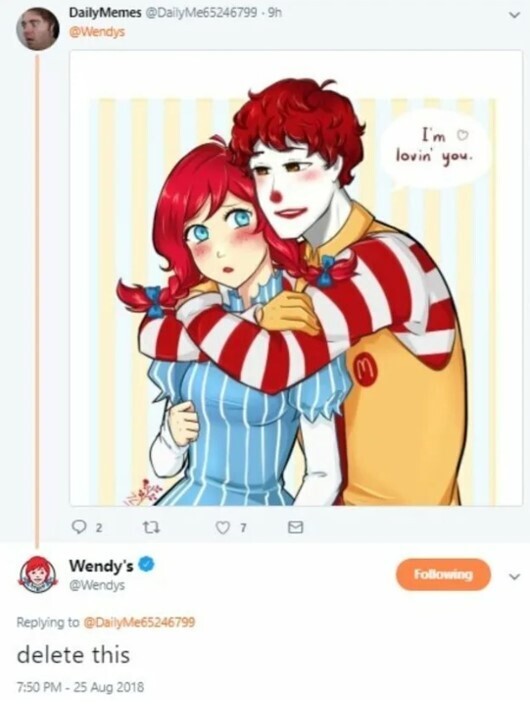 DailyMemes @DailyMe65246799 · 9h
@Wendys
I'm ♡
lovin' you.
M
2
7
Wendy's
@Wendys
Following
Replying to @DailyMe65246799
delete this
7:50 PM - 25 Aug 2018